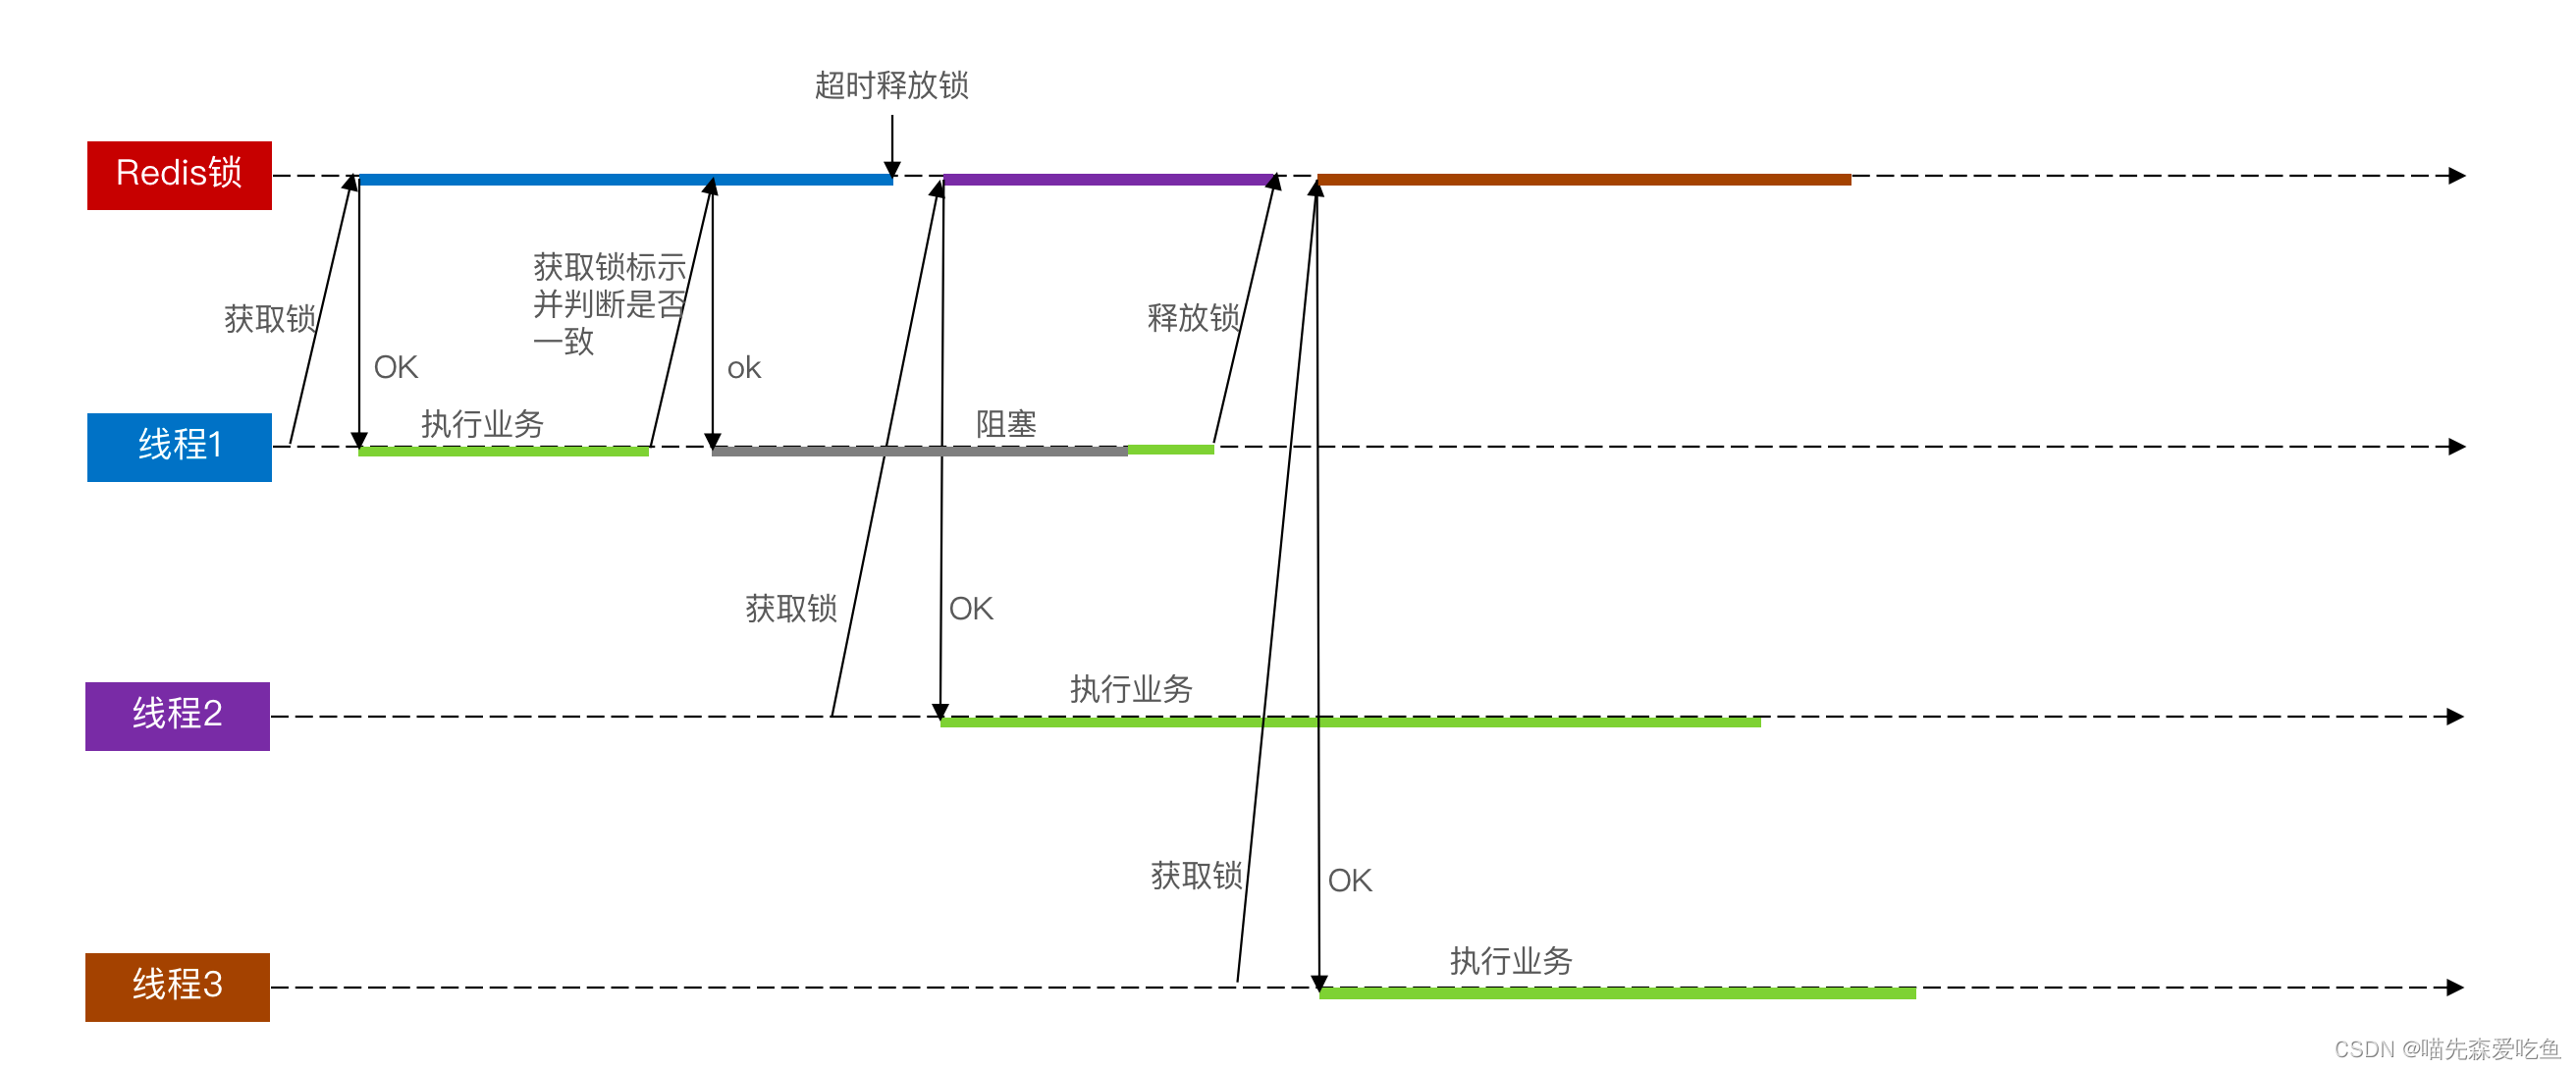 超时释放锁
Redis锁
获取锁标示
并判断是否
一致
获取锁
释放锁
OK
ok
执行业务
阻塞
线程1
获取锁
OK
执行业务
线程2
获取锁
OK
执行业务
线程3
CSDN @喵先森爱吃鱼